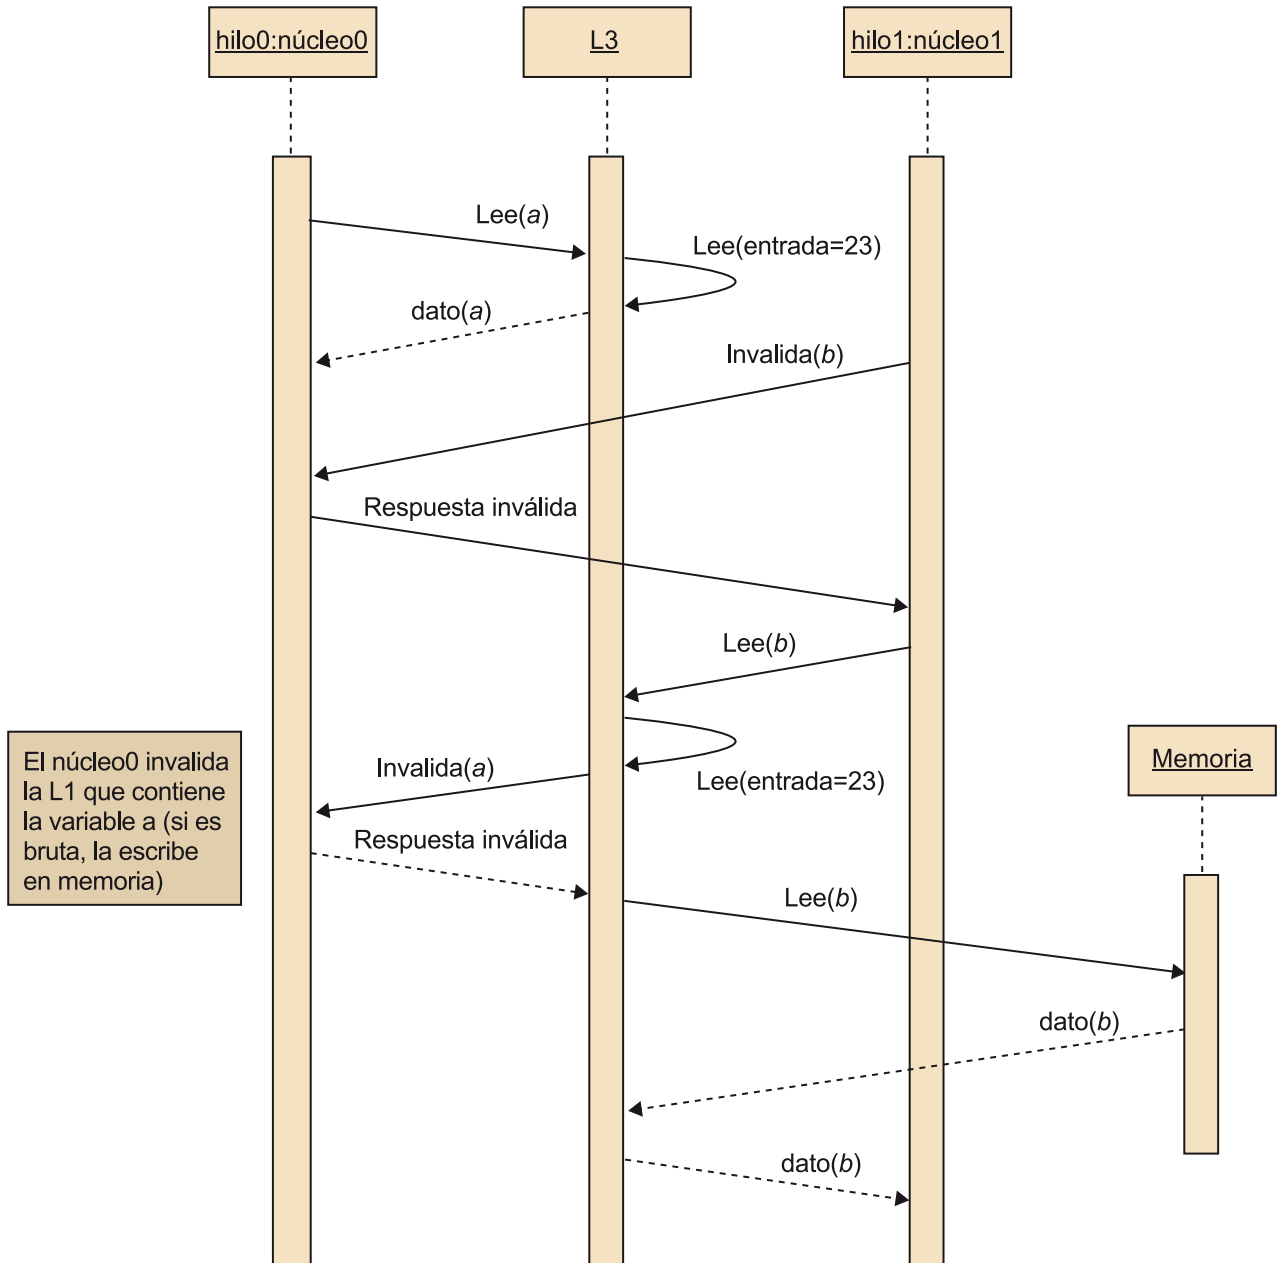 hilo0:núcleo0
L3
hilo1:núcleo1
Lee(a)
Lee(entrada=23)
dato(a)
Invalida(b)
Respuesta inválida
Lee(b)
El núcleo0 invalida
la L1 que contiene
la variable a (si es
bruta, la escribe
en memoria)
Invalida(a)
Lee(entrada=23)
Memoria
Respuesta inválida
Lee(b)
dato(b)
dato(b)